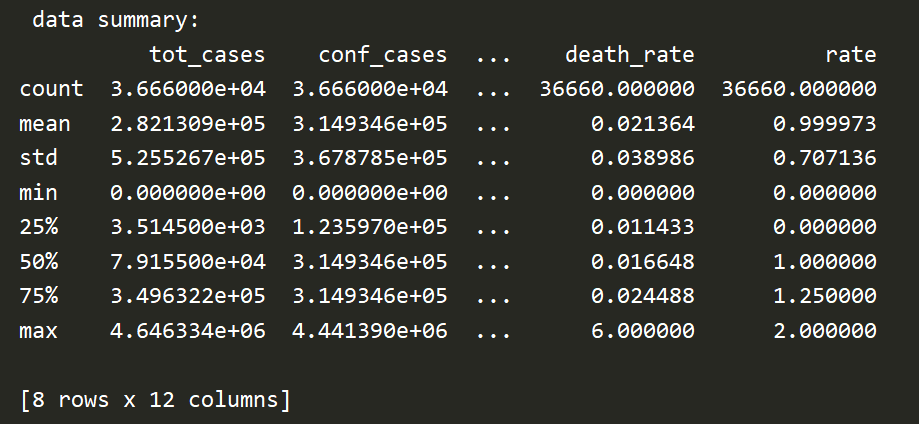 data summary:
tot_cases conf_cases ... death_rate rate
count 3.666000e+04 3.666000e+04 ... 36660.000000 36660.000000
mean 2.821309e+05 3.149346e+05 ... 0.021364 0.999973
std 5.255267e+05 3.678785e+05 ... 0.038986 0.707136
min 0.000000e+00 0.000000e+00 ... 0.000000 0.000000
25% 3.514500e+03 1.235970e+05 ... 0.011433 0.000000
50% 7.915500e+04 3.149346e+05 ... 0.016648 1.000000
75% 3.496322e+05 3.149346e+05 ... 0.024488 1.250000
max 4.646334e+06 4.441390e+06 ... 6.000000 2.000000
[8 rows x 12 columns]